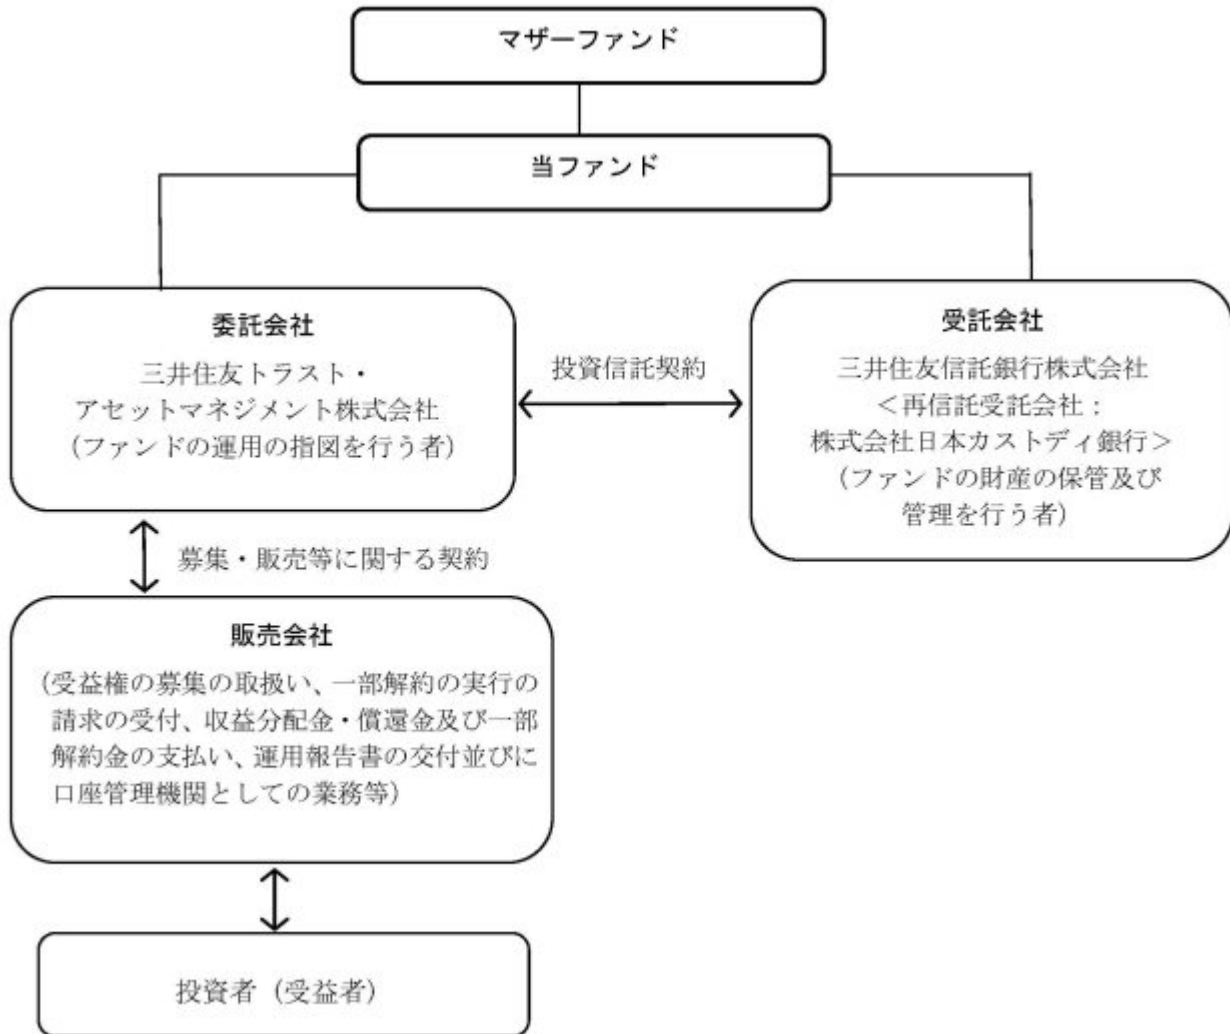 マザーファンド
当ファンド
委託会社
三井住友トラスト・
アセットマネジメント株式会社
(ファンドの運用の指図を行う者)
投資信託契約
受託会社
三井住友信託銀行株式会社
<再信託受託会社:
株式会社日本カストディ銀行>
(ファンドの財産の保管及び
管理を行う者)
募集・販売等に関する契約
販売会社
(受益権の募集の取扱い、一部解約の実行の
請求の受付、収益分配金・償還金及び一部
解約金の支払い、運用報告書の交付並びに
口座管理機関としての業務等)
投資者(受益者)